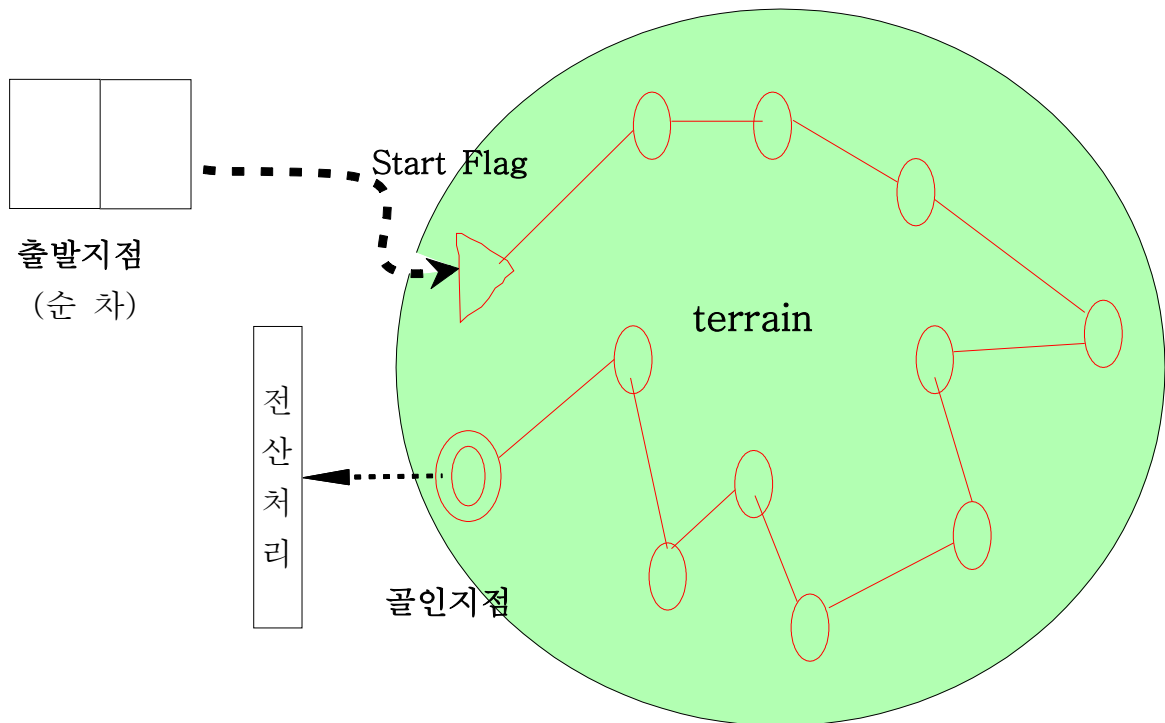 Start Flag
출발지점
(순 차)
terrain
전
산
처
리
골인지점